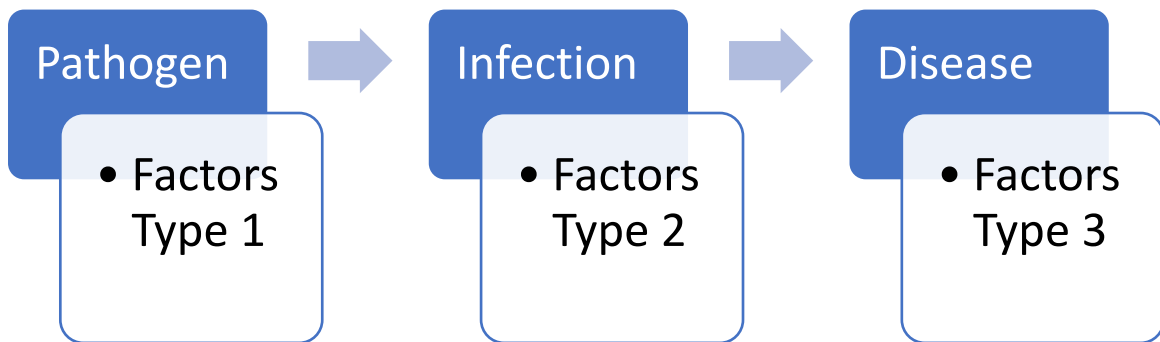 Pathogen
• Factors
Type 1
Infection
• Factors
Type 2
Disease
• Factors
Type 3